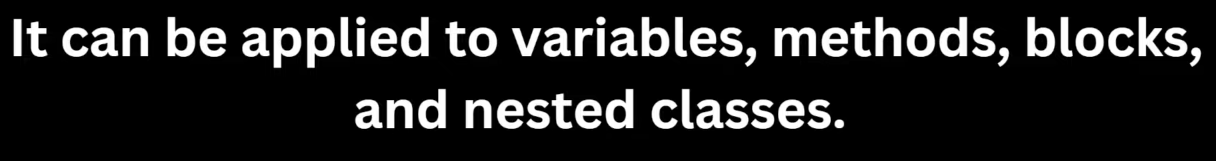 It can be applied to variables, methods, blocks,
and nested classes.